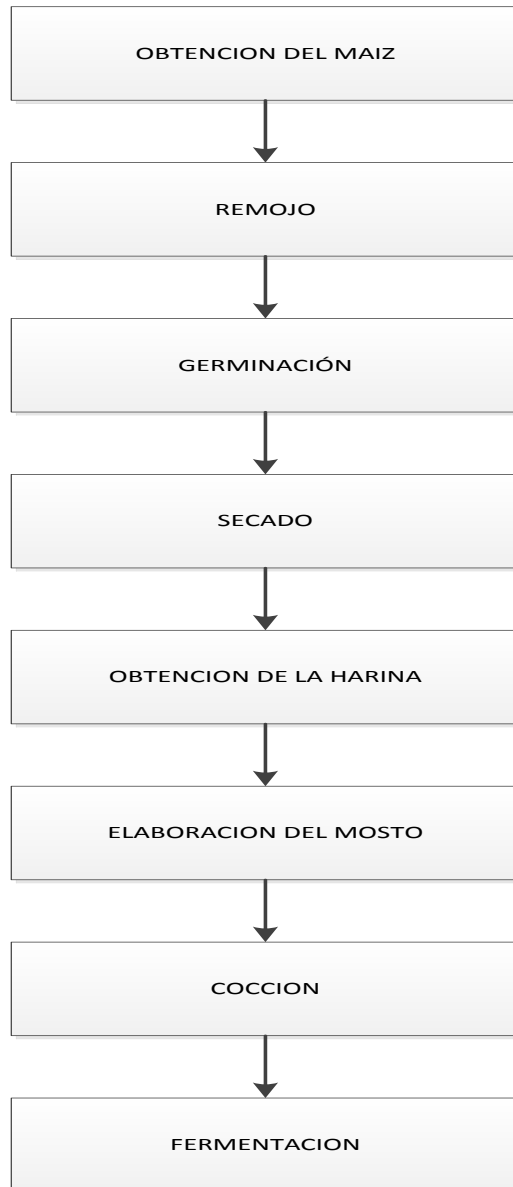 OBTENCION DEL MAIZ
REMOJO
GERMINACIÓN
SECADO
OBTENCION DE LA HARINA
ELABORACION DEL MOSTO
COCCION
FERMENTACION